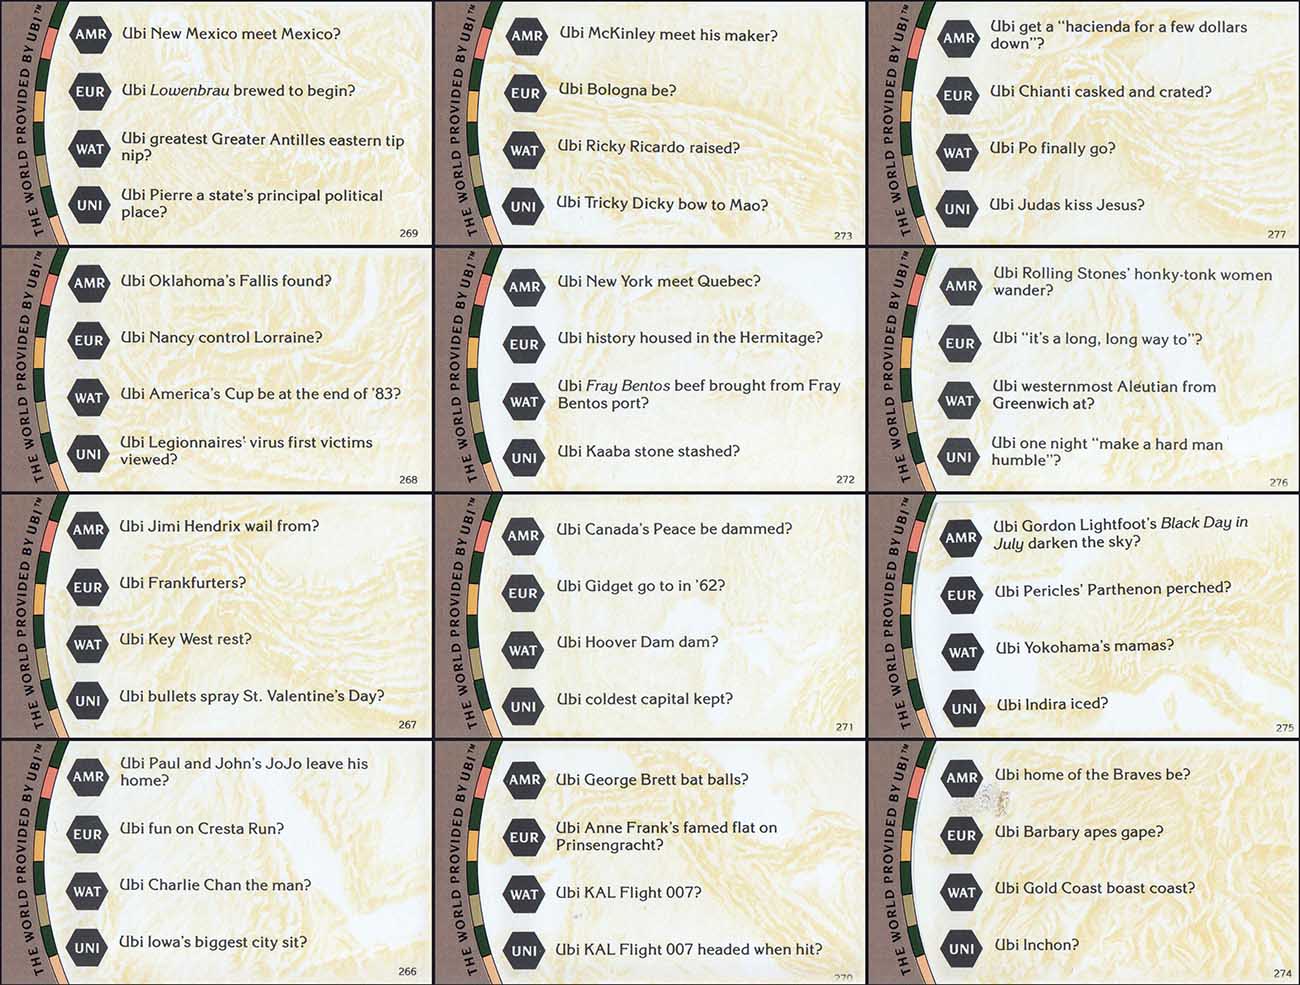 THE WORLD PROVIDED BY UBI™
AMR Ubi New Mexico meet Mexico?
EUR Ubi Lowenbrau brewed to begin?
WAT Ubi greatest Greater Antilles eastern tip
nip?
UNI Ubi Pierre a state's principal political
place?
269
THE WORLD PROVIDED BY UBI™
AMR Ubi McKinley meet his maker?
EUR Ubi Bologna be?
WAT Ubi Ricky Ricardo raised?
UNI Ubi Tricky Dicky bow to Mao?
273
THE WORLD PROVIDED BY UBI™
AMR Ubi get a "hacienda for a few dollars
down"?
EUR Ubi Chianti casked and crated?
WAT Ubi Po finally go?
UNI Ubi Judas kiss Jesus?
277
THE WORLD PROVIDED BY UBI™
AMR Ubi Oklahoma's Fallis found?
EUR Ubi Nancy control Lorraine?
WAT Ubi America's Cup be at the end of '83?
UNI Ubi Legionnaires' virus first victims
viewed?
268
THE WORLD PROVIDED BY UBI™
AMR Ubi New York meet Quebec?
EUR Ubi history housed in the Hermitage?
WAT Ubi Fray Bentos beef brought from Fray
Bentos port?
UNI Ubi Kaaba stone stashed?
272
THE WORLD PROVIDED BY UBI™
AMR Ubi Rolling Stones' honky-tonk women
wander?
EUR Ubi "it's a long, long way to"?
WAT Ubi westernmost Aleutian from
Greenwich at?
UNI Ubi one night "make a hard man
humble"?
276
THE WORLD PROVIDED BY UBI™
AMR Ubi Jimi Hendrix wail from?
EUR Ubi Frankfurters?
WAT Ubi Key West rest?
UNI Ubi bullets spray St. Valentine's Day?
267
THE WORLD PROVIDED BY UBI™
AMR Ubi Canada's Peace be dammed?
EUR Ubi Gidget go to in '62?
WAT Ubi Hoover Dam dam?
UNI Ubi coldest capital kept?
271
THE WORLD PROVIDED BY UBI™
AMR Ubi Gordon Lightfoot's Black Day in
July darken the sky?
EUR Ubi Pericles' Parthenon perched?
WAT Ubi Yokohama's mamas?
UNI Ubi Indira iced?
275
THE WORLD PROVIDED BY UBI™
AMR Ubi Paul and John's JoJo leave his
home?
EUR Ubi fun on Cresta Run?
WAT Ubi Charlie Chan the man?
UNI Ubi Iowa's biggest city sit?
266
THE WORLD PROVIDED BY UBI™
AMR Ubi George Brett bat balls?
EUR Ubi Anne Frank's famed flat on
Prinsengracht?
WAT Ubi KAL Flight 007?
UNI Ubi KAL Flight 007 headed when hit?
270
THE WORLD PROVIDED BY UBI™
AMR Ubi home of the Braves be?
EUR Ubi Barbary apes gape?
WAT Ubi Gold Coast boast coast?
UNI Ubi Inchon?
274